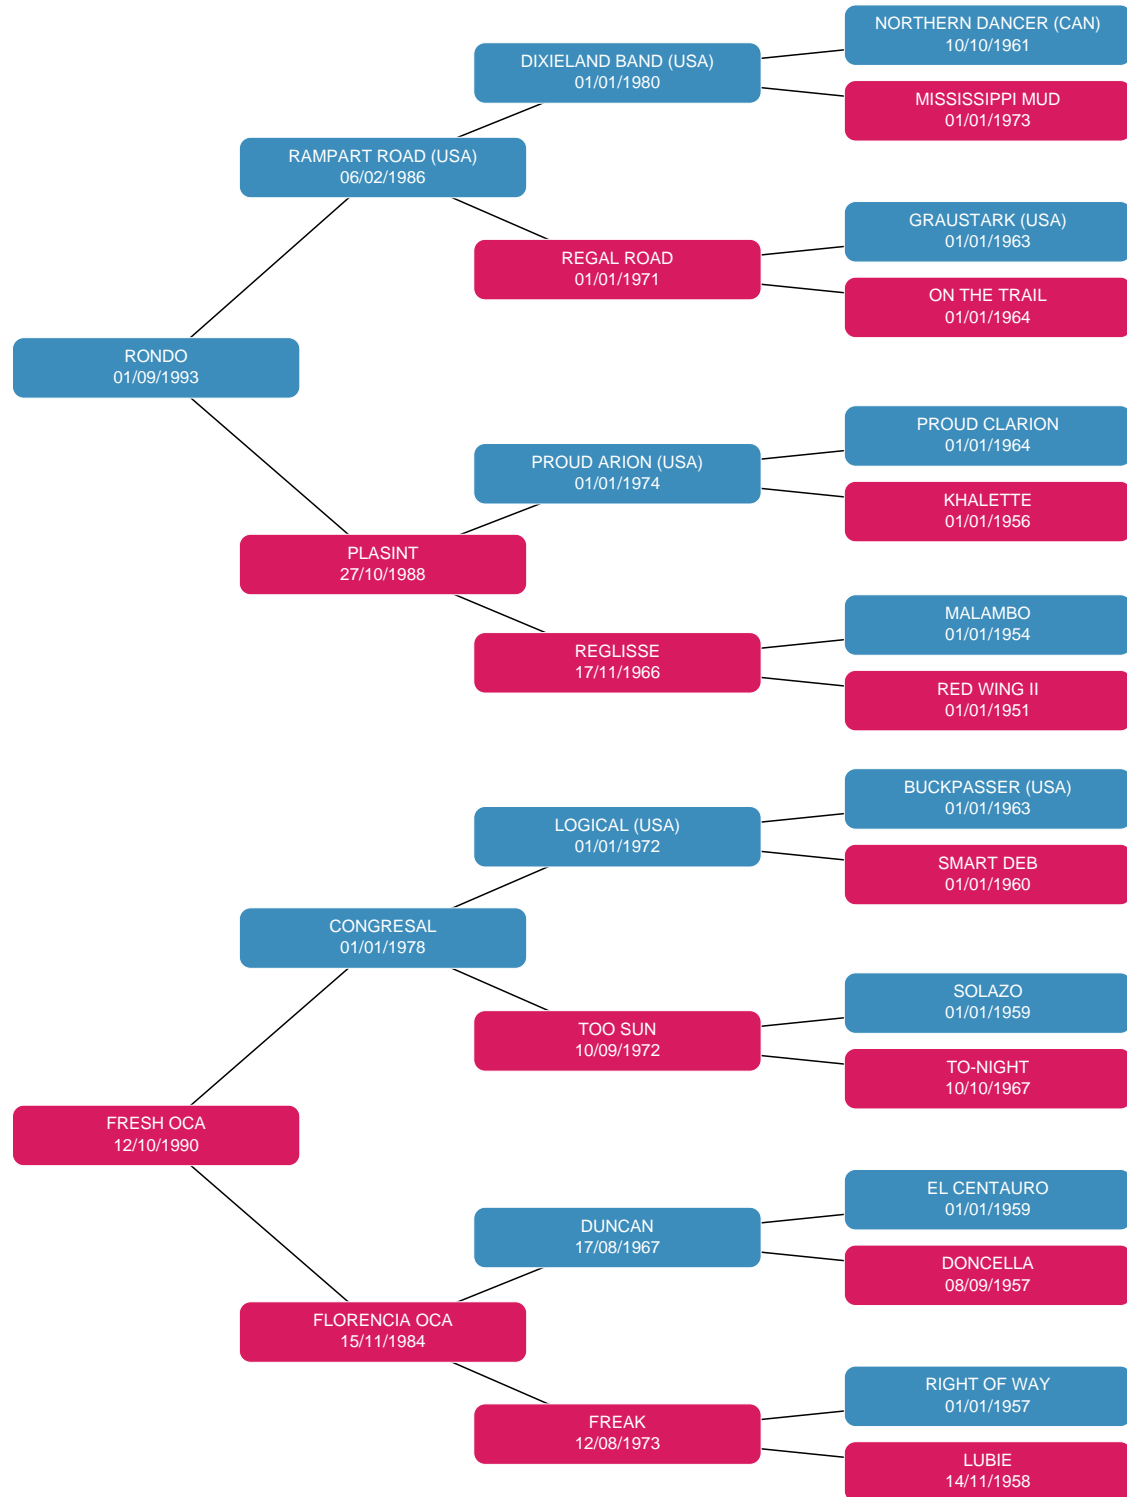 NORTHERN DANCER (CAN)
10/10/1961
DIXIELAND BAND (USA)
01/01/1980
MISSISSIPPI MUD
01/01/1973
RAMPART ROAD (USA)
06/02/1986
GRAUSTARK (USA)
01/01/1963
REGAL ROAD
01/01/1971
ON THE TRAIL
01/01/1964
RONDO
01/09/1993
PROUD CLARION
01/01/1964
PROUD ARION (USA)
01/01/1974
KHALETTE
01/01/1956
PLASINT
27/10/1988
MALAMBO
01/01/1954
REGLISSE
17/11/1966
RED WING II
01/01/1951
BUCKPASSER (USA)
01/01/1963
LOGICAL (USA)
01/01/1972
SMART DEB
01/01/1960
CONGRESAL
01/01/1978
SOLAZO
01/01/1959
TOO SUN
10/09/1972
TO-NIGHT
10/10/1967
FRESH OCA
12/10/1990
EL CENTAURO
01/01/1959
DUNCAN
17/08/1967
DONCELLA
08/09/1957
FLORENCIA OCA
15/11/1984
RIGHT OF WAY
01/01/1957
FREAK
12/08/1973
LUBIE
14/11/1958